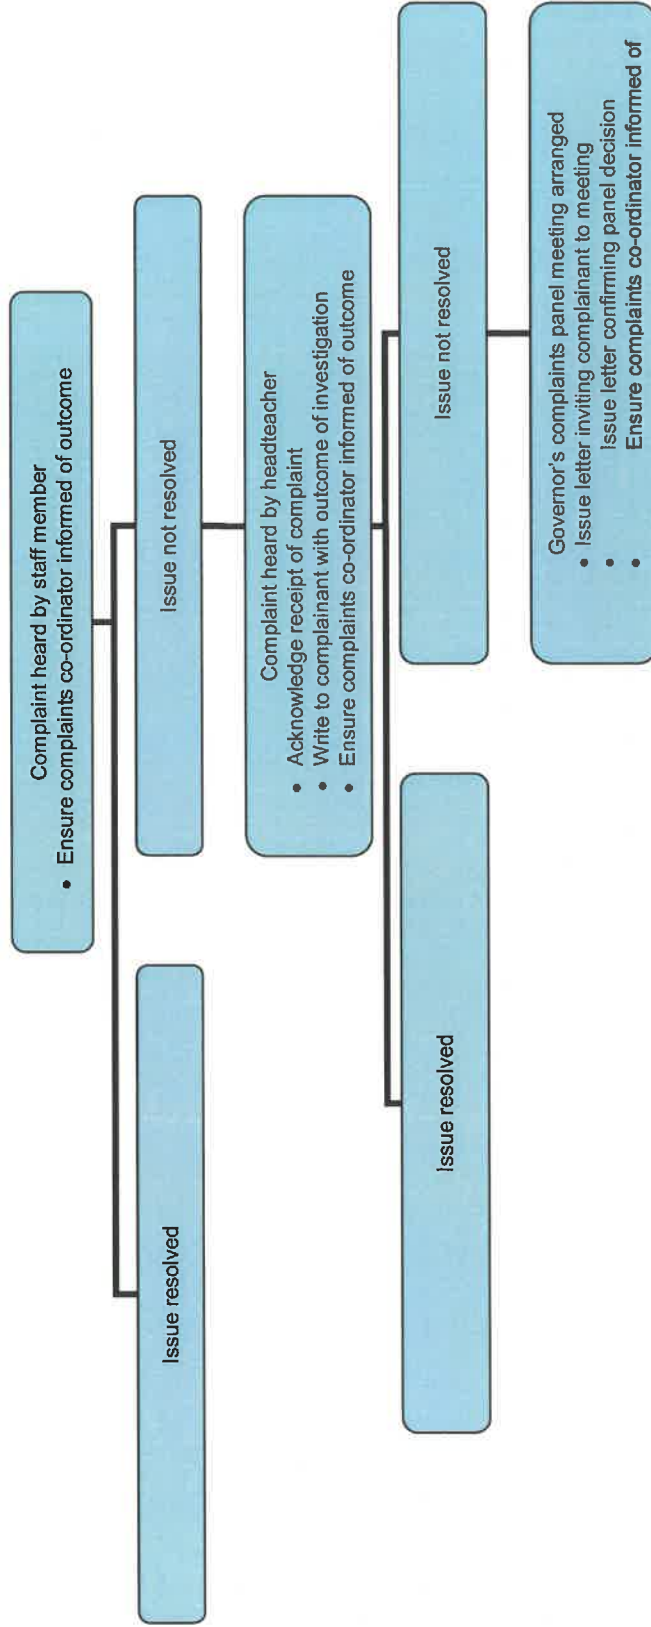 Complaint heard by staff member
• Ensure complaints co-ordinator informed of outcome
Issue resolved
Issue not resolved
Complaint heard by headteacher
• Acknowledge receipt of complaint
• Write to complainant with outcome of investigation
• Ensure complaints co-ordinator informed of outcome
Issue resolved
Issue not resolved
Governor's complaints panel meeting arranged
• Issue letter inviting complainant to meeting
• Issue letter confirming panel decision
• Ensure complaints co-ordinator informed of